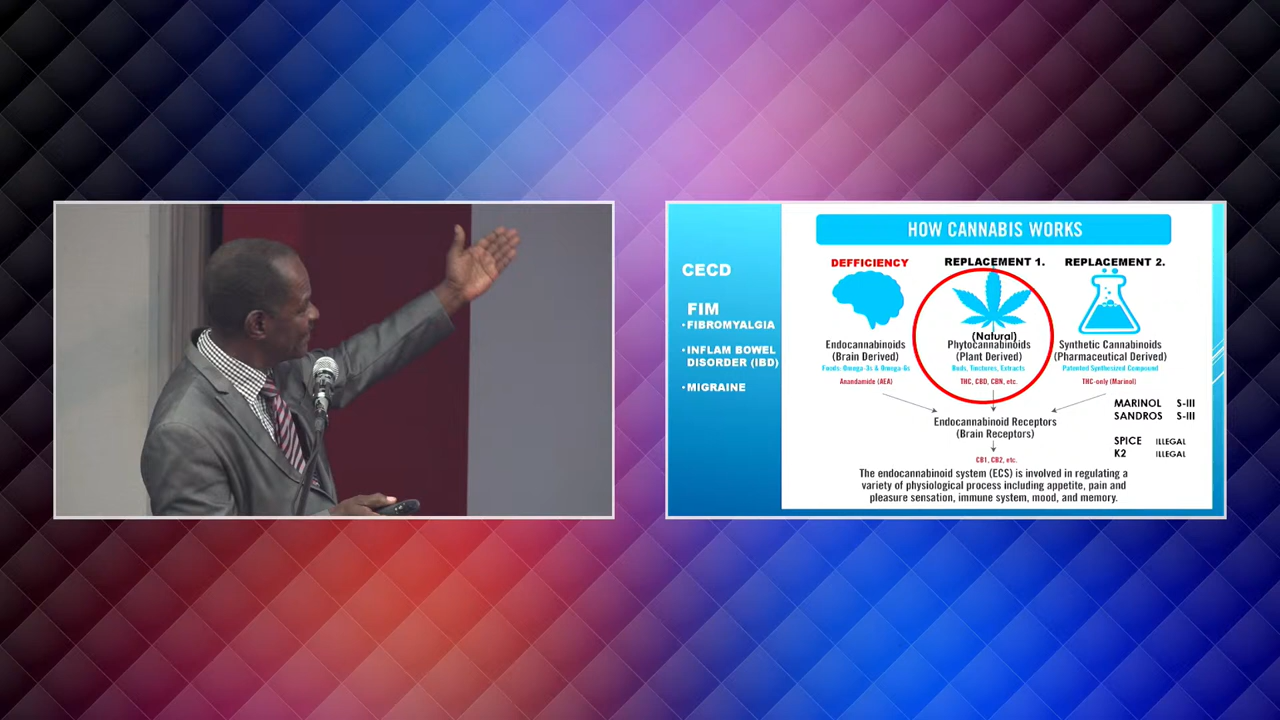 CECD
FIM
• FIBROMYALGIA
• INFLAM BOWEL
DISORDER (IBD)
• MIGRAINE
HOW CANNABIS WORKS
DEFFICIENCY
REPLACEMENT 1.
REPLACEMENT 2.
Endocannabinoids
(Brain Derived)
Foods: Omega-3s & Omega-6s
Anandamide (AEA)
(Natural)
Phytocannabinoids
(Plant Derived)
Buds, Tinctures, Extracts
THC, CBD, CBN, etc.
Synthetic Cannabinoids
(Pharmaceutical Derived)
Patented Synthesized Compound
THC-only (Marinol)
MARINOL S-III
SANDROS S-III
SPICE ILLEGAL
K2 ILLEGAL
Endocannabinoid Receptors
(Brain Receptors)
CB1, CB2, etc.
The endocannabinoid system (ECS) is involved in regulating a
variety of physiological process including appetite, pain and
pleasure sensation, immune system, mood, and memory.